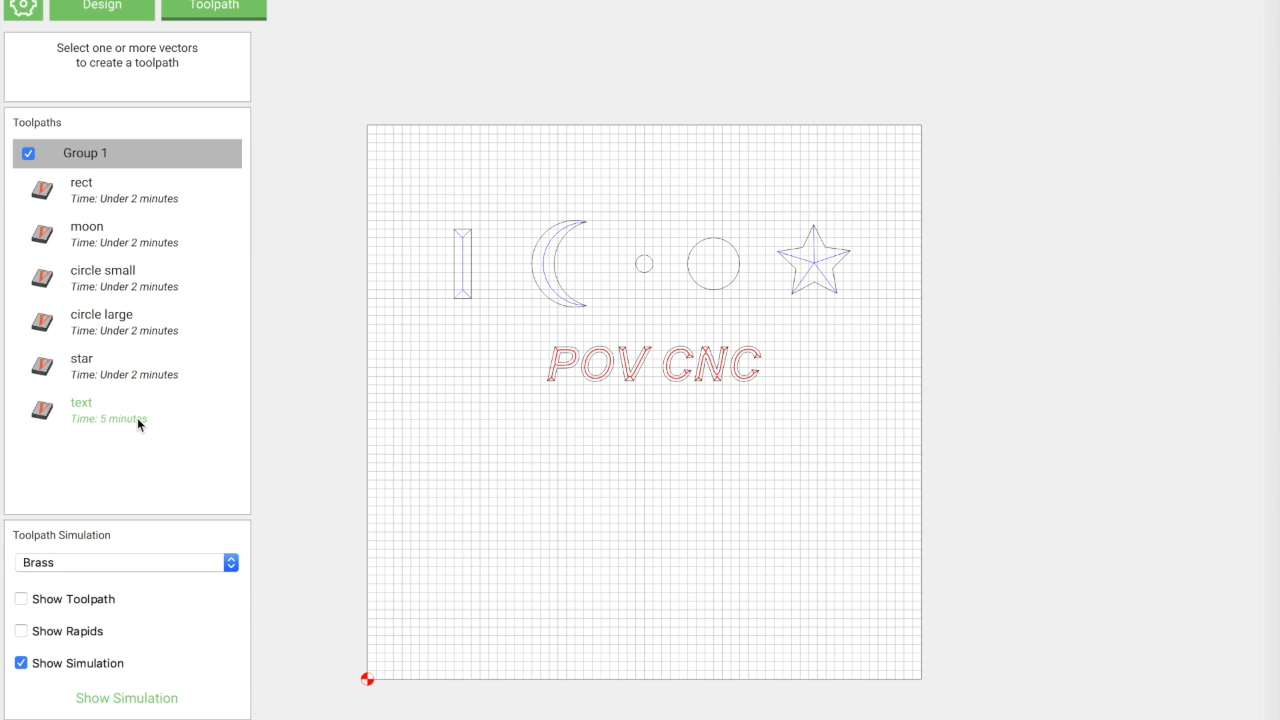 Design
Toolpath
Select one or more vectors
to create a toolpath
Toolpaths
Group 1
rect
Time: Under 2 minutes
moon
Time: Under 2 minutes
circle small
Time: Under 2 minutes
circle large
Time: Under 2 minutes
star
Time: Under 2 minutes
text
Time: 5 minutes
POV CNC
Toolpath Simulation
Brass
Show Toolpath
Show Rapids
Show Simulation
Show Simulation